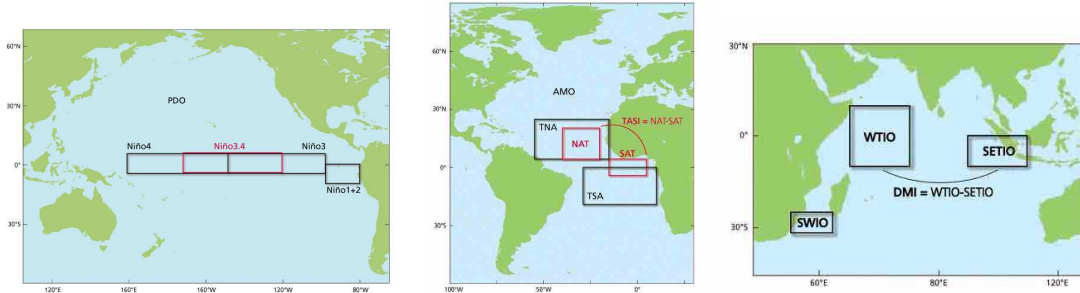 60°N
30°N
0°
30°S
PDO
Niño4
Niño3.4
Niño3
Niño1+2
120°E
160°E
160°W
120°W
80°W
60°N
30°N
0°
30°S
AMO
TNA
TASI = NAT-SAT
NAT
SAT
TSA
100°W
50°W
0°
30°N
0°
30°S
WTIO
SETIO
DMI = WTIO-SETIO
SWIO
60°E
80°E
120°E